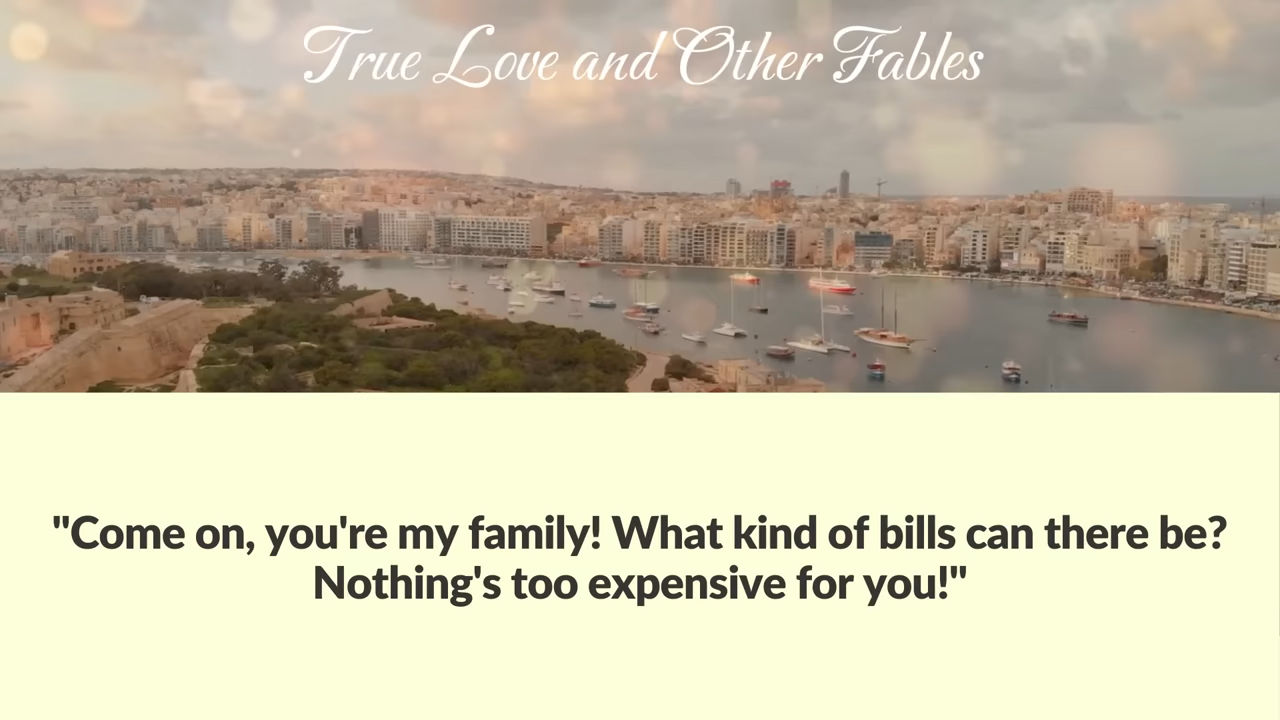 True Love and Other Fables
"Come on, you're my family! What kind of bills can there be?
Nothing's too expensive for you!"